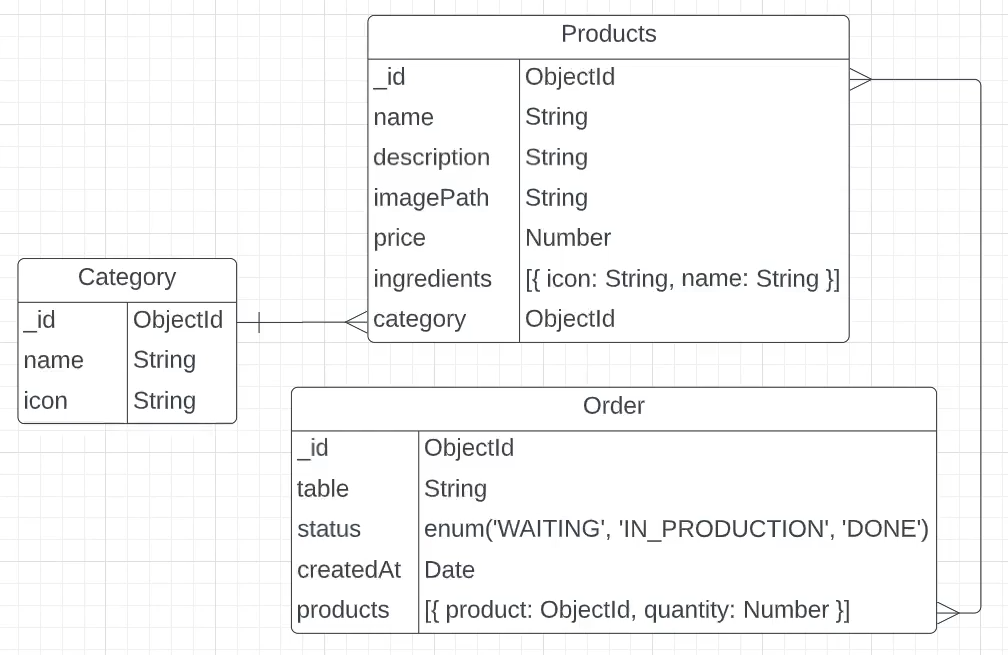 Products
_id ObjectId
name String
description String
imagePath String
price Number
ingredients [{ icon: String, name: String }]
category ObjectId
Category
_id ObjectId
name String
icon String
Order
_id ObjectId
table String
status enum('WAITING', 'IN_PRODUCTION', 'DONE')
createdAt Date
products [{ product: ObjectId, quantity: Number }]